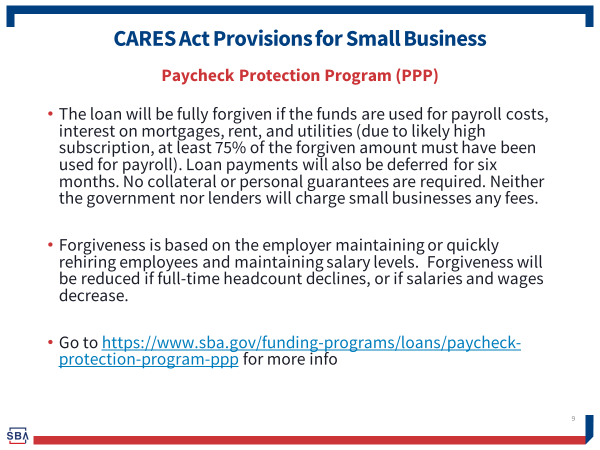 CARES Act Provisions for Small Business
Paycheck Protection Program (PPP)
• The loan will be fully forgiven if the funds are used for payroll costs,
interest on mortgages, rent, and utilities (due to likely high
subscription, at least 75% of the forgiven amount must have been
used for payroll). Loan payments will also be deferred for six
months. No collateral or personal guarantees are required. Neither
the government nor lenders will charge small businesses any fees.
• Forgiveness is based on the employer maintaining or quickly
rehiring employees and maintaining salary levels.  Forgiveness will
be reduced if full-time headcount declines, or if salaries and wages
decrease.
• Go to https://www.sba.gov/funding-programs/loans/paycheck-
protection-program-ppp for more info
9
SBA